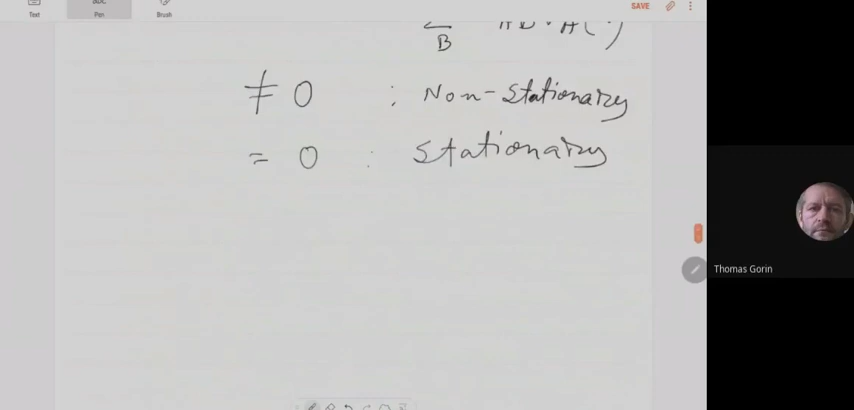 Text
Pen
Brush
SAVE
B
≠ 0 : Non-Stationary
= 0 : Stationary
Thomas Gorin